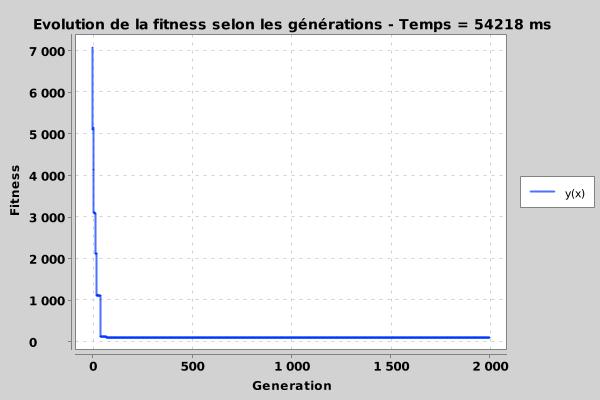 Evolution de la fitness selon les générations - Temps = 54218 ms
7 000
6 000
5 000
4 000
3 000
2 000
1 000
0
Fitness
0 500 1 000 1 500 2 000
Generation
y(x)